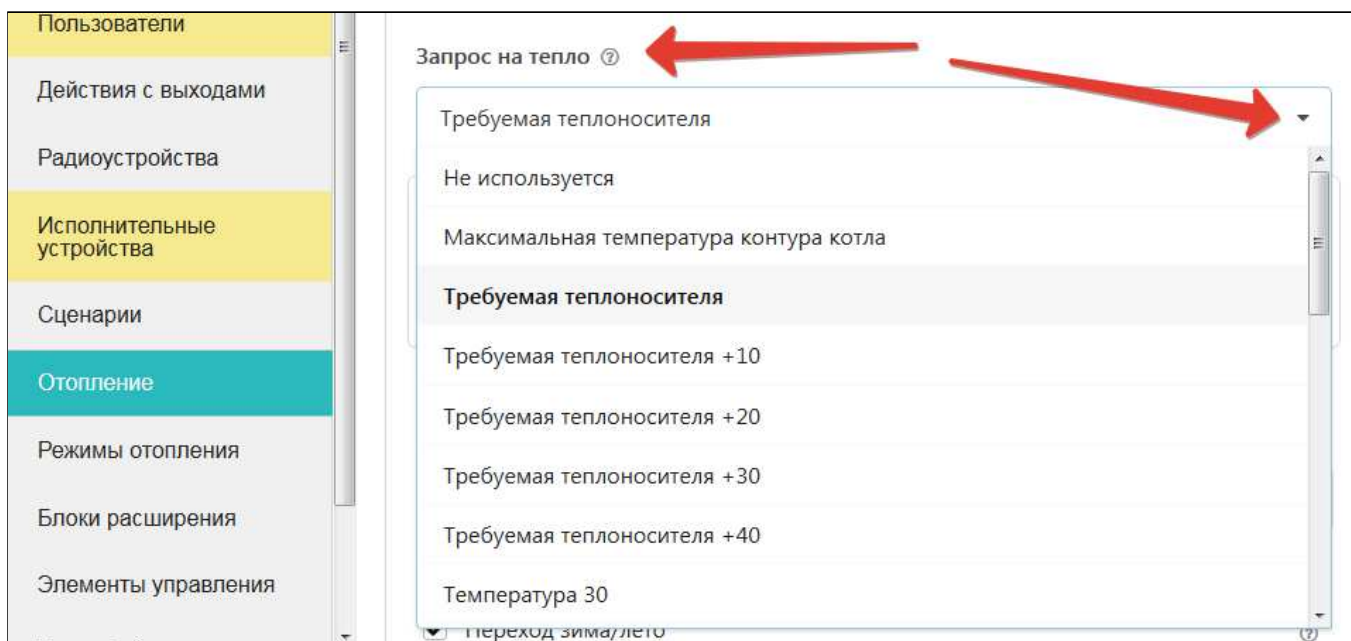 Пользователи
Действия с выходами
Радиоустройства
Исполнительные
устройства
Сценарии
Отопление
Режимы отопления
Блоки расширения
Элементы управления
Запрос на тепло
Требуемая теплоносителя
Не используется
Максимальная температура контура котла
Требуемая теплоносителя
Требуемая теплоносителя +10
Требуемая теплоносителя +20
Требуемая теплоносителя +30
Требуемая теплоносителя +40
Температура 30
Переход зима/лето